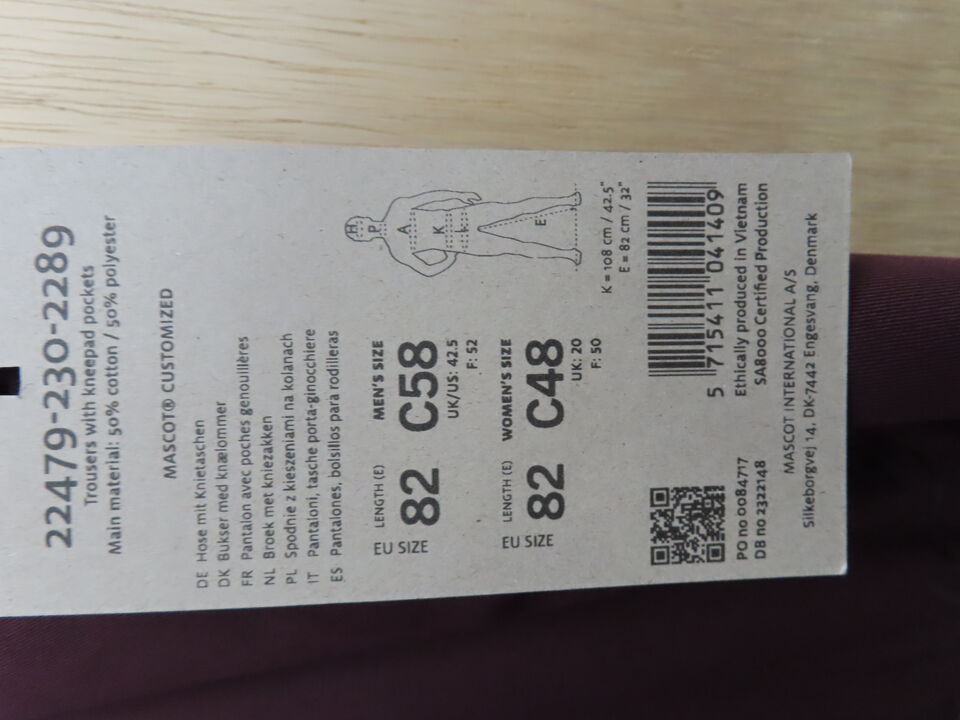 22479-230-2289
Trousers with kneepad pockets
Main material: 50% cotton / 50% polyester
MASCOT® CUSTOMIZED
DE Hose mit Knietaschen
DK Bukser med knælommer
FR Pantalon avec poches genouillères
NL Broek met kniezakken
PL Spodnie z kieszeniami na kolanach
IT Pantaloni, tasche porta-ginocchiere
ES Pantalones, bolsillos para rodilleras
EU SIZE
LENGTH (E)
82
MEN'S SIZE
C58
UK/US: 42.5
F: 52
EU SIZE
LENGTH (E)
82
WOMEN'S SIZE
C48
UK: 20
F: 50
H
P
A
K
L
E
K = 108 cm / 42.5"
E = 82 cm / 32"
PO no 0084717
DB no 2322148
5 715411 041409
Ethically produced in Vietnam
SA8000 Certified Production
MASCOT INTERNATIONAL A/S
Silkeborgvej 14, DK-7442 Engesvang, Denmark